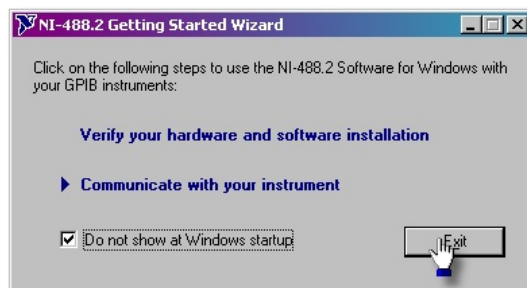 NI-488.2 Getting Started Wizard
Click on the following steps to use the NI-488.2 Software for Windows with
your GPIB instruments:
Verify your hardware and software installation
Communicate with your instrument
Do not show at Windows startup
Exit